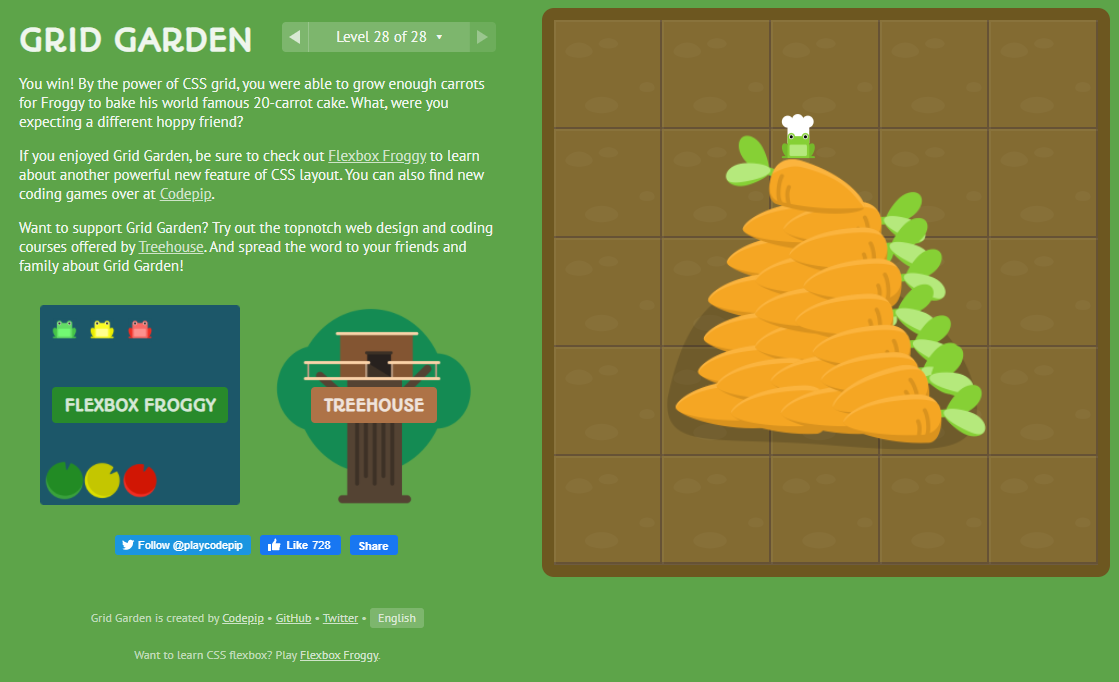 GRID GARDEN
Level 28 of 28
You win! By the power of CSS grid, you were able to grow enough carrots
for Froggy to bake his world famous 20-carrot cake. What, were you
expecting a different hoppy friend?
If you enjoyed Grid Garden, be sure to check out Flexbox Froggy to learn
about another powerful new feature of CSS layout. You can also find new
coding games over at Codepip.
Want to support Grid Garden? Try out the topnotch web design and coding
courses offered by Treehouse. And spread the word to your friends and
family about Grid Garden!
FLEXBOX FROGGY
TREEHOUSE
Follow @playcodepip
Like 728
Share
Grid Garden is created by Codepip • GitHub • Twitter • English
Want to learn CSS flexbox? Play Flexbox Froggy.